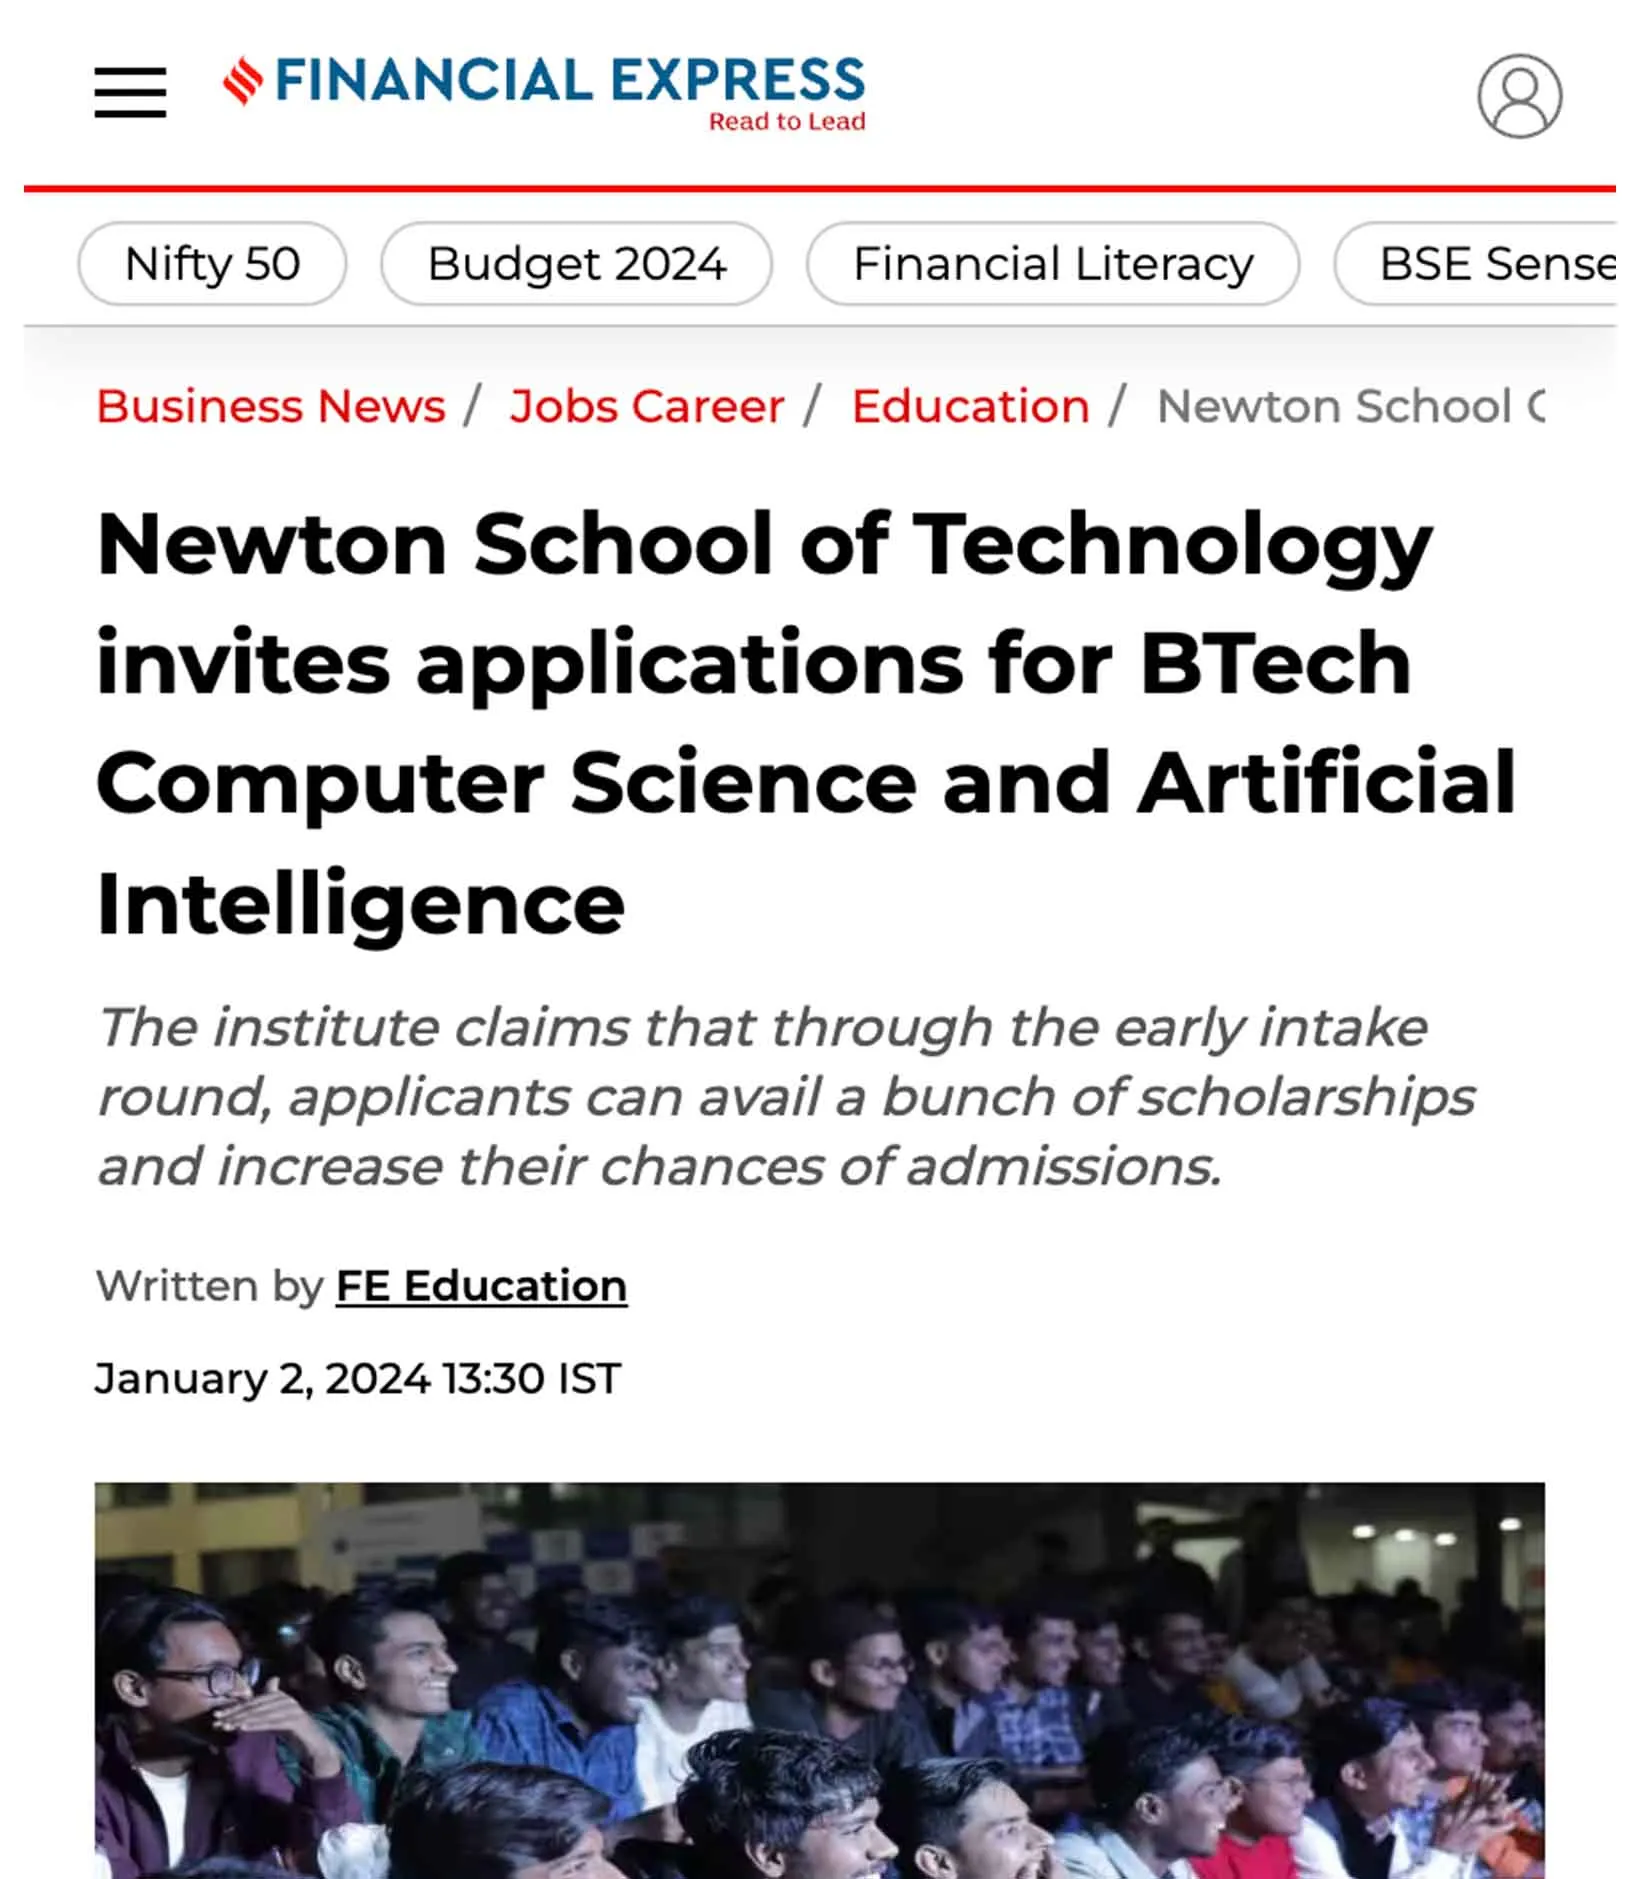 FINANCIAL EXPRESS
Read to Lead
Nifty 50 Budget 2024 Financial Literacy BSE Sense
Business News / Jobs Career / Education / Newton School
Newton School of Technology
invites applications for BTech
Computer Science and Artificial
Intelligence
The institute claims that through the early intake
round, applicants can avail a bunch of scholarships
and increase their chances of admissions.
Written by FE Education
January 2, 2024 13:30 IST